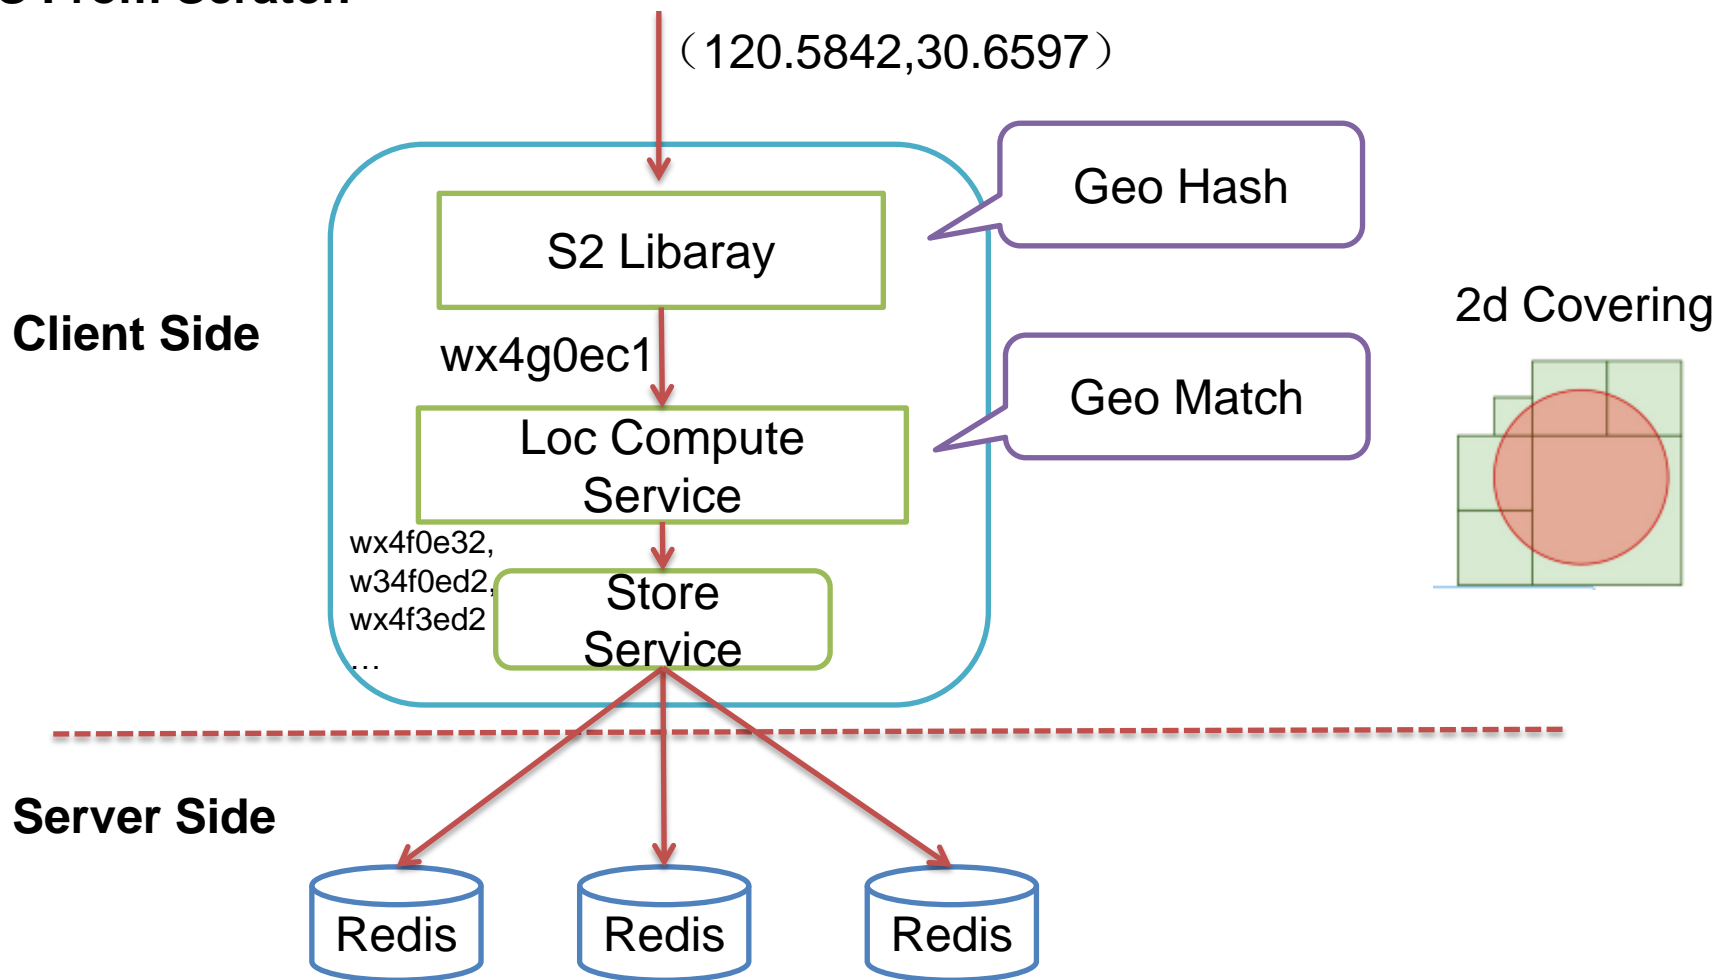 （120.5842,30.6597）
Geo Hash
S2 Libaray
2d Covering
Client Side
wx4g0ec1
Geo Match
Loc Compute
Service
wx4f0e32,
w34f0ed2,
wx4f3ed2
…
Store
Service
Server Side
Redis
Redis
Redis